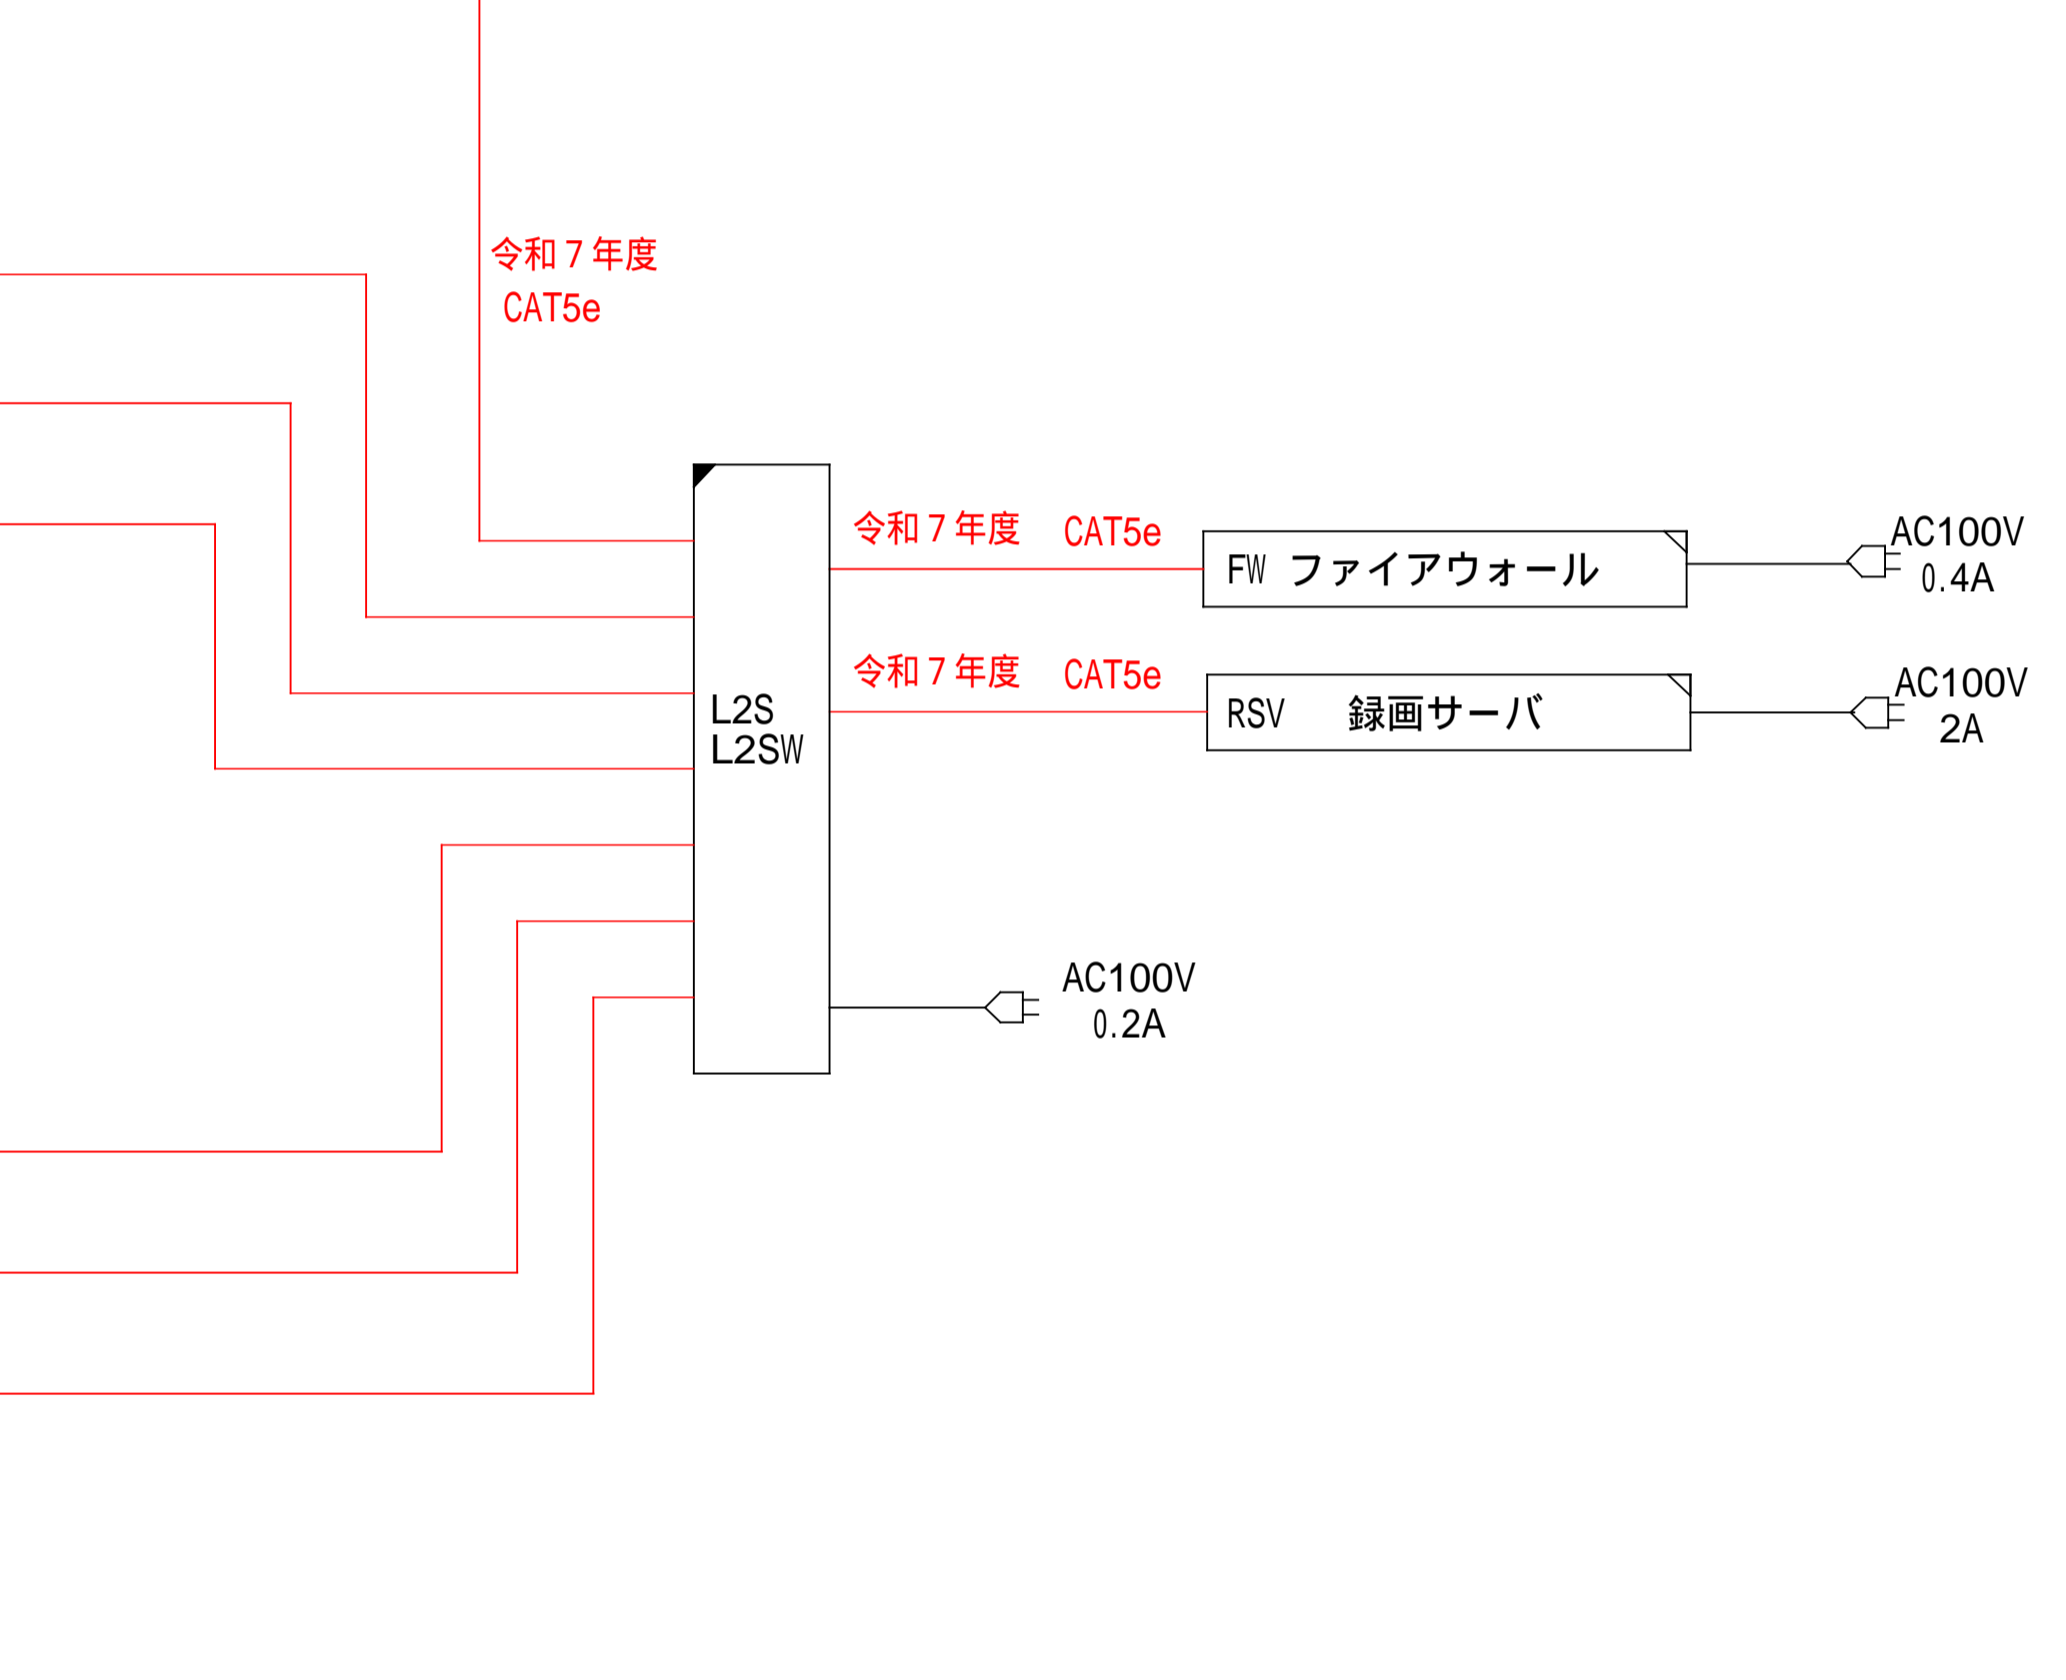 令和７年度
CAT5e
令和７年度 CAT5e
FW ファイアウォール
AC100V
0.4A
令和７年度 CAT5e
RSV 録画サーバ
AC100V
2A
L2S
L2SW
AC100V
0.2A